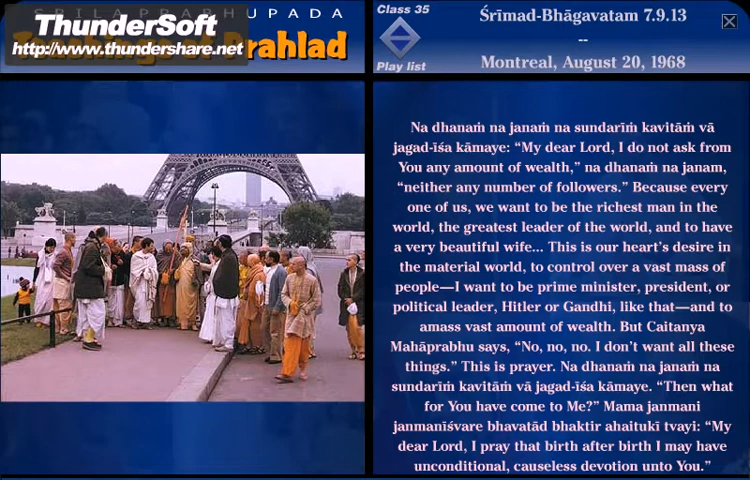 SRILA PRABHUPADA
ThunderSoft
http://www.thundershare.net
Teachings of Prahlad
Class 35
Play list
Śrīmad-Bhāgavatam 7.9.13
--
Montreal, August 20, 1968
Na dhanaṁ na janaṁ na sundarīṁ kavitāṁ vā
jagad-īśa kāmaye: “My dear Lord, I do not ask from
You any amount of wealth,” na dhanaṁ na janam,
“neither any number of followers.” Because every
one of us, we want to be the richest man in the
world, the greatest leader of the world, and to have
a very beautiful wife... This is our heart’s desire in
the material world, to control over a vast mass of
people—I want to be prime minister, president, or
political leader, Hitler or Gandhi, like that—and to
amass vast amount of wealth. But Caitanya
Mahāprabhu says, “No, no, no. I don’t want all these
things.” This is prayer. Na dhanaṁ na janaṁ na
sundarīṁ kavitāṁ vā jagad-īśa kāmaye. “Then what
for You have come to Me?” Mama janmani
janmanīśvare bhavatād bhaktir ahaitukī tvayi: “My
dear Lord, I pray that birth after birth I may have
unconditional, causeless devotion unto You.”